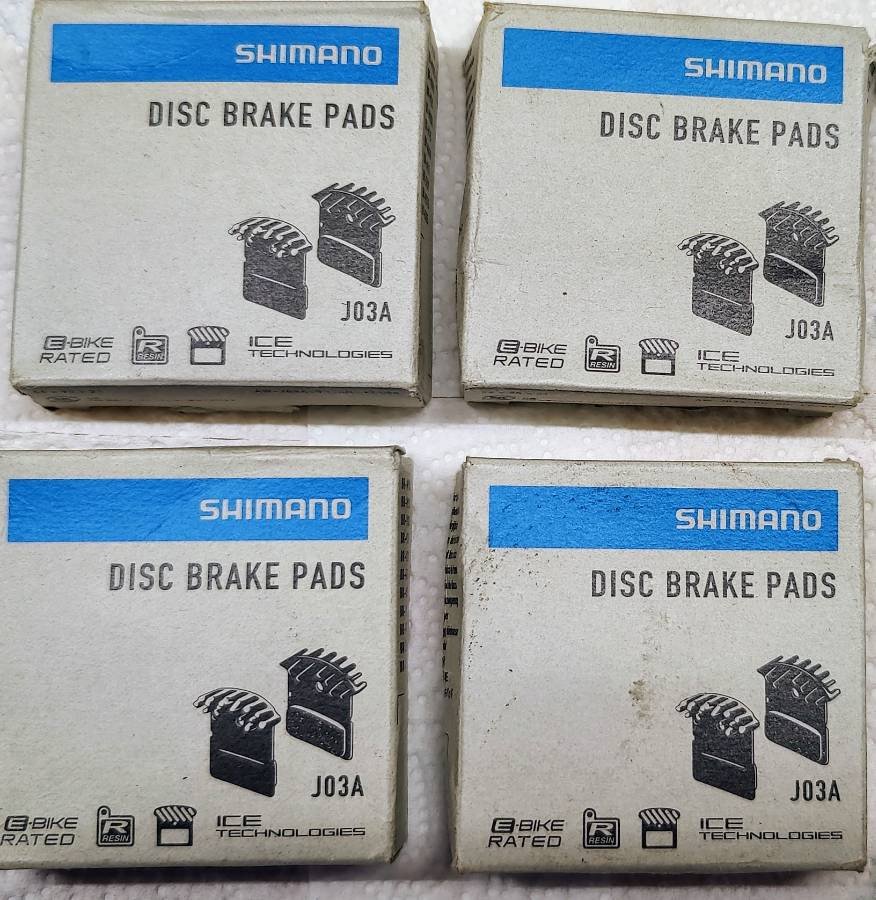 SHIMANO
DISC BRAKE PADS
J03A
E-BIKE RATED
R RESIN
ICE TECHNOLOGIES
SHIMANO
DISC BRAKE PADS
J03A
E-BIKE RATED
R RESIN
ICE TECHNOLOGIES
SHIMANO
DISC BRAKE PADS
J03A
E-BIKE RATED
R RESIN
ICE TECHNOLOGIES
SHIMANO
DISC BRAKE PADS
J03A
E-BIKE RATED
R RESIN
ICE TECHNOLOGIES